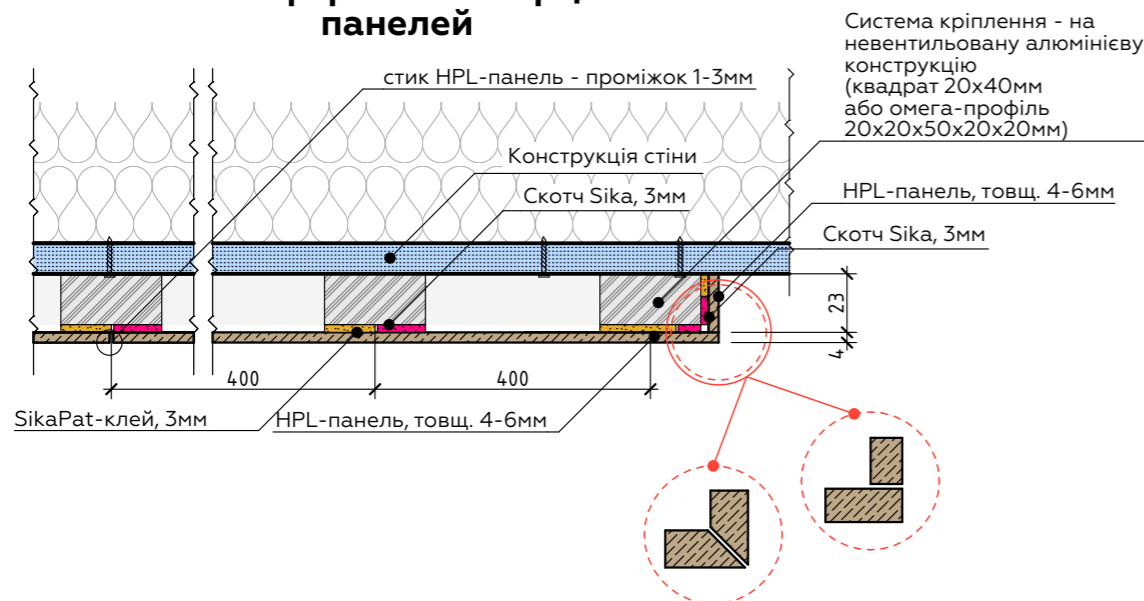 панелей
Система кріплення - на
невентильовану алюмінієву
конструкцію
(квадрат 20х40мм
або омега-профіль
20х20х50х20х20мм)
стик HPL-панель - проміжок 1-3мм
Конструкція стіни
Скотч Sika, 3мм
HPL-панель, товщ. 4-6мм
Скотч Sika, 3мм
23
4
400
400
SikaPat-клей, 3мм
HPL-панель, товщ. 4-6мм